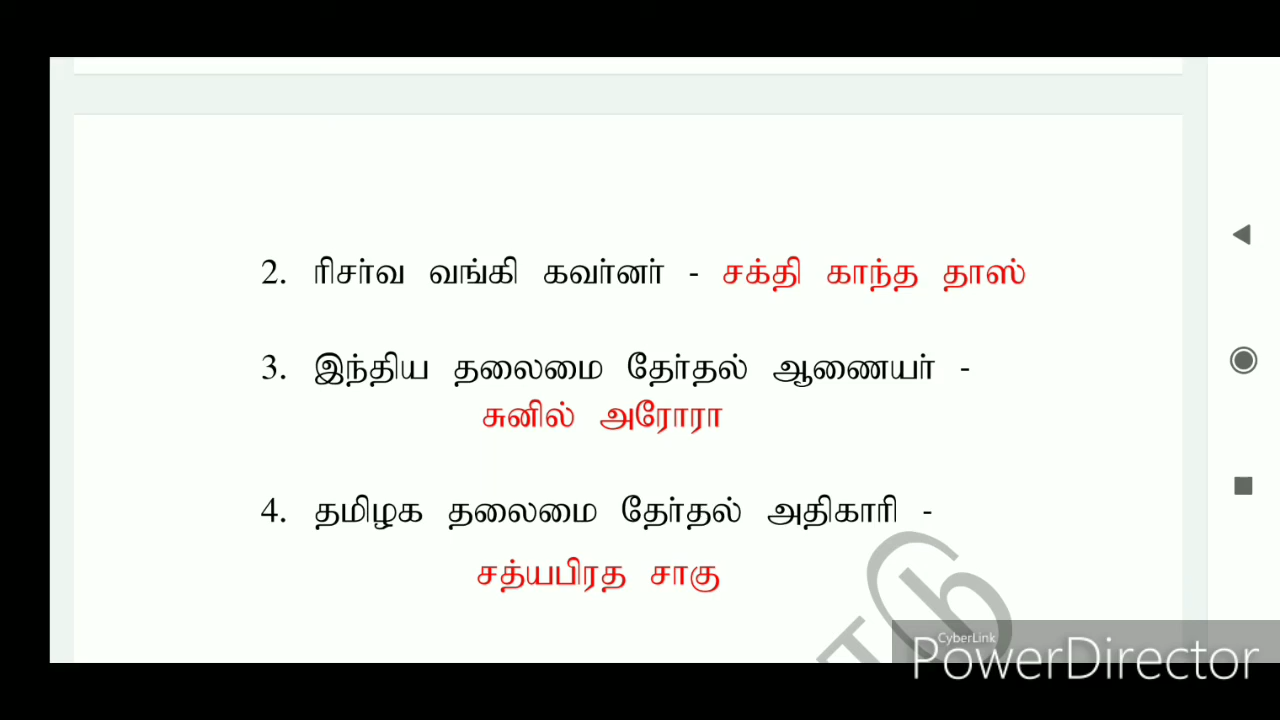 2. ரிசர்வ வங்கி கவர்னர் - சக்தி காந்த தாஸ்
3. இந்திய தலைமை தேர்தல் ஆணையர் -
சுனில் அரோரா
4. தமிழக தலைமை தேர்தல் அதிகாரி -
சத்யபிரத சாகு
CyberLink
PowerDirector